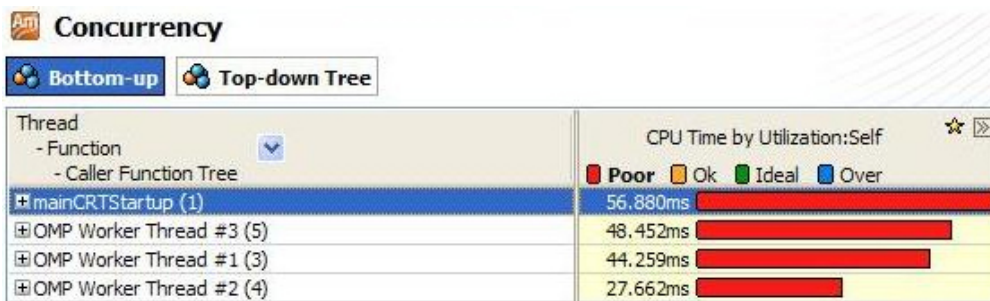 Am Concurrency
Bottom-up Top-down Tree
Thread
- Function
- Caller Function Tree
CPU Time by Utilization:Self
Poor Ok Ideal Over
mainCRTStartup (1) 56.880ms
OMP Worker Thread #3 (5) 48.452ms
OMP Worker Thread #1 (3) 44.259ms
OMP Worker Thread #2 (4) 27.662ms